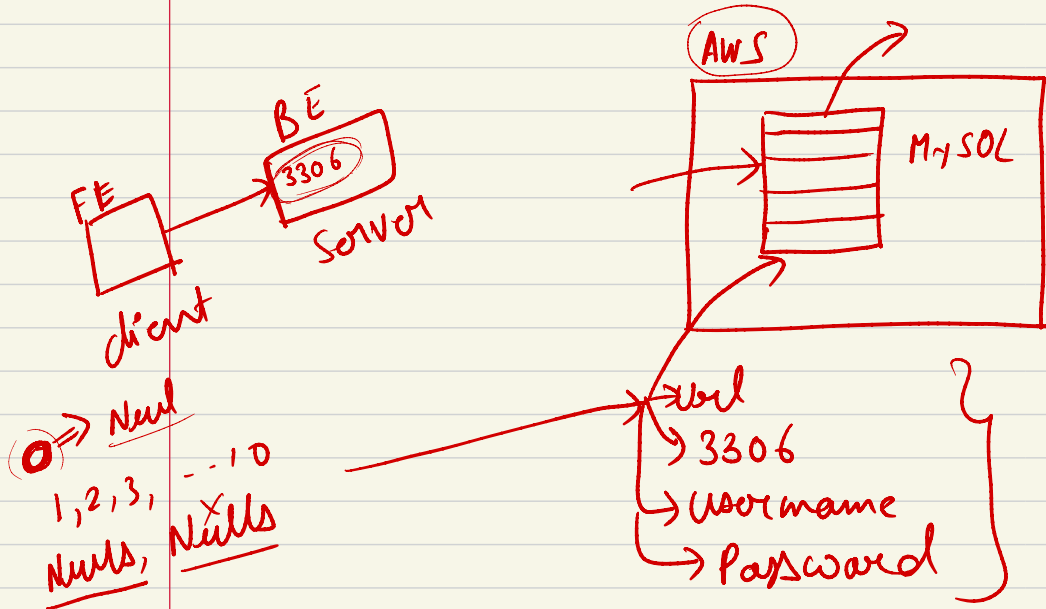 AWS
BE
3306
MySQL
FE
Server
client
url
Null
3306
0
1,2,3, ...10
Username
Nulls, Nulls
Password